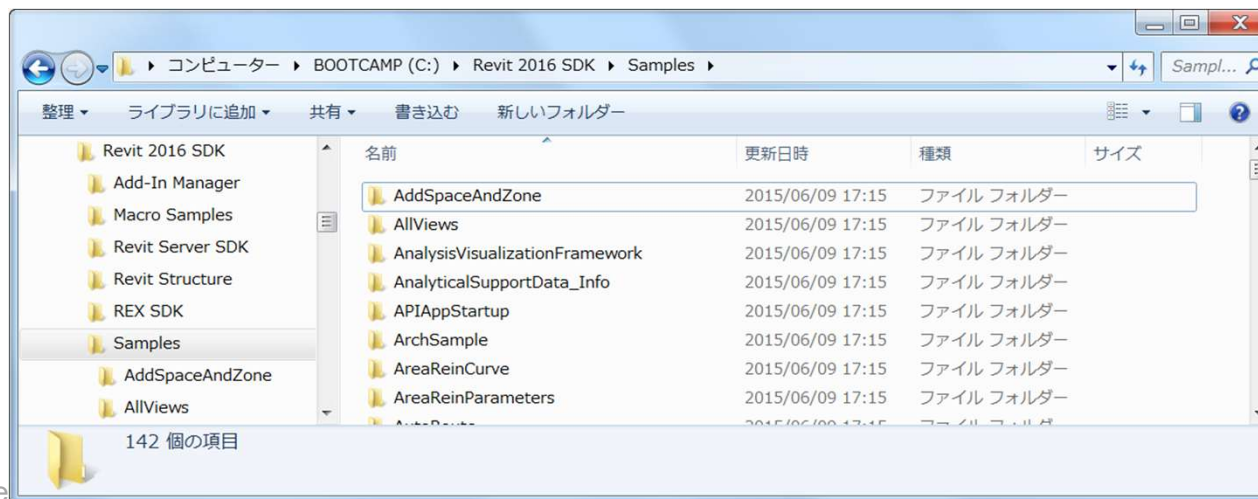 コンピューター ▸ BOOTCAMP (C:) ▸ Revit 2016 SDK ▸ Samples ▸
Sampl...
整理 ライブラリに追加 共有 書き込む 新しいフォルダー
Revit 2016 SDK
Add-In Manager
Macro Samples
Revit Server SDK
Revit Structure
REX SDK
Samples
AddSpaceAndZone
AllViews
名前 更新日時 種類 サイズ
AddSpaceAndZone 2015/06/09 17:15 ファイル フォルダー
AllViews 2015/06/09 17:15 ファイル フォルダー
AnalysisVisualizationFramework 2015/06/09 17:15 ファイル フォルダー
AnalyticalSupportData_Info 2015/06/09 17:15 ファイル フォルダー
APIAppStartup 2015/06/09 17:15 ファイル フォルダー
ArchSample 2015/06/09 17:15 ファイル フォルダー
AreaReinCurve 2015/06/09 17:15 ファイル フォルダー
AreaReinParameters 2015/06/09 17:15 ファイル フォルダー
142 個の項目